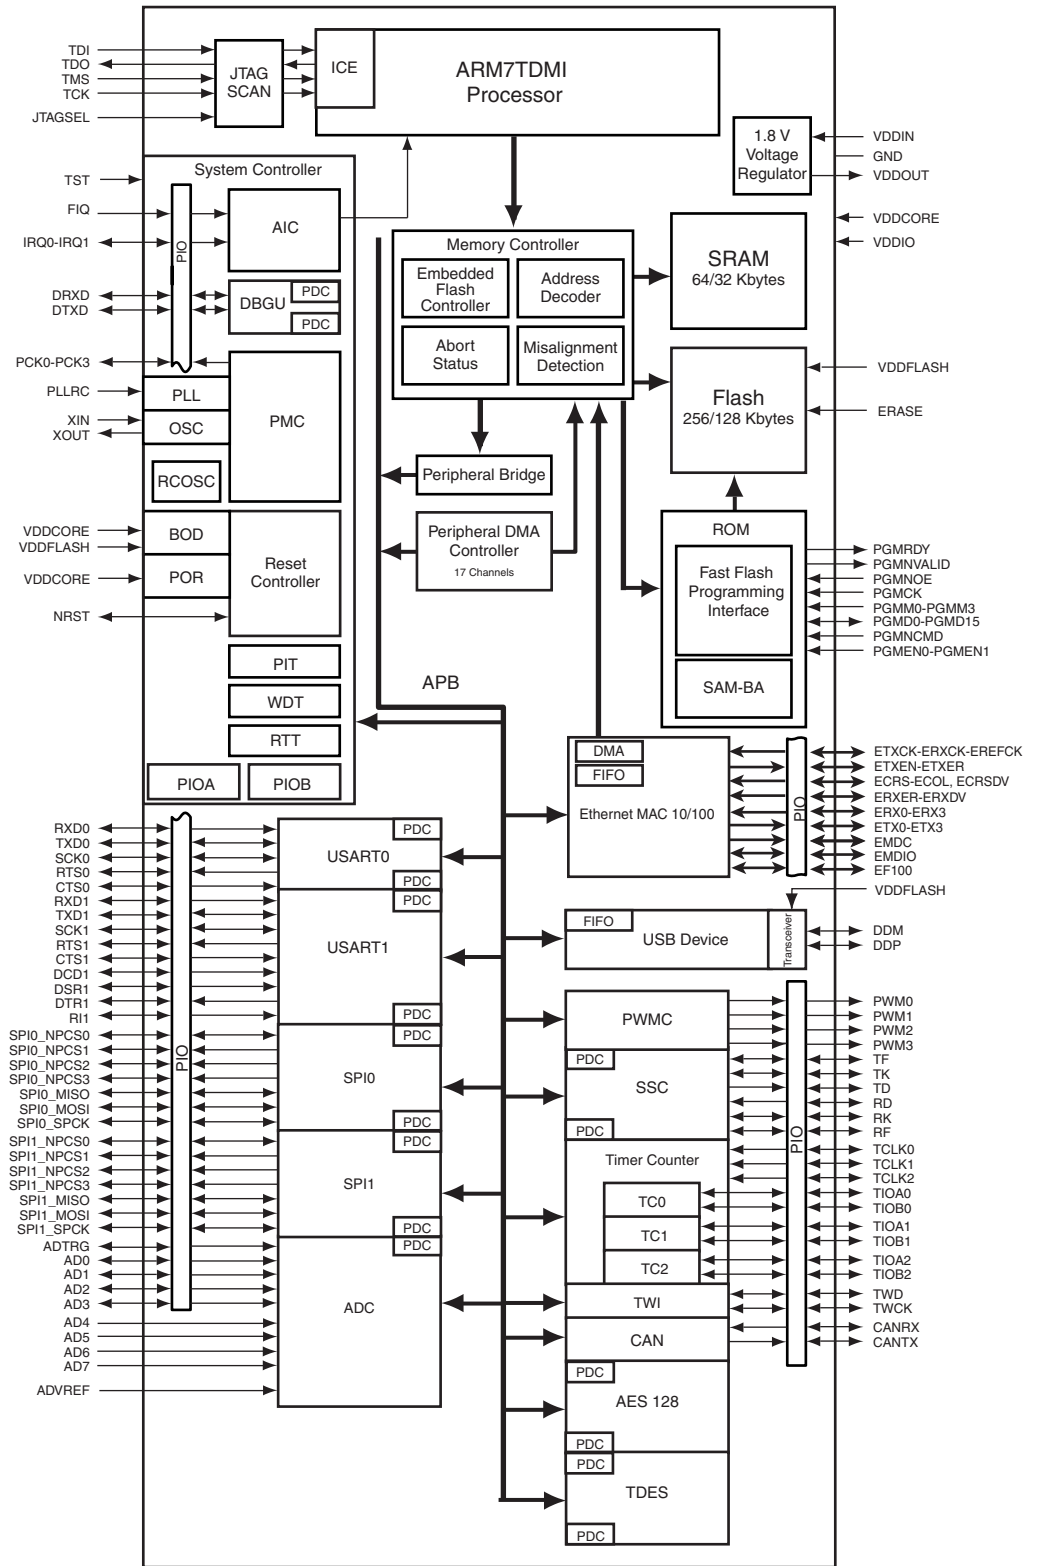 TDI
TDO
TMS
TCK
JTAGSEL
JTAG
SCAN
ICE
ARM7TDMI
Processor
1.8 V
Voltage
Regulator
VDDIN
GND
VDDOUT
VDDCORE
VDDIO
System Controller
TST
FIQ
IRQ0-IRQ1
PIO
AIC
DRXD
DTXD
DBGU
PDC
PDC
PCK0-PCK3
PLLRC
PLL
XIN
XOUT
OSC
RCOSC
PMC
VDDCORE
VDDFLASH
BOD
VDDCORE
POR
Reset
Controller
NRST
PIT
WDT
RTT
PIOA
PIOB
Memory Controller
Embedded
Flash
Controller
Address
Decoder
Abort
Status
Misalignment
Detection
SRAM
64/32 Kbytes
Flash
256/128 Kbytes
VDDFLASH
ERASE
Peripheral Bridge
Peripheral DMA
Controller
17 Channels
ROM
Fast Flash
Programming
Interface
SAM-BA
PGMRDY
PGMNVALID
PGMNOE
PGMCK
PGMM0-PGMM3
PGMD0-PGMD15
PGMNCMD
PGMEN0-PGMEN1
APB
DMA
FIFO
Ethernet MAC 10/100
PIO
ETXCK-ERXCK-EREFCK
ETXEN-ETXER
ECRS-ECOL, ECRSDV
ERXER-ERXDV
ERX0-ERX3
ETX0-ETX3
EMDC
EMDIO
EF100
VDDFLASH
FIFO
USB Device
Transceiver
DDM
DDP
RXD0
TXD0
SCK0
RTS0
CTS0
RXD1
TXD1
SCK1
RTS1
CTS1
DCD1
DSR1
DTR1
RI1
SPI0_NPCS0
SPI0_NPCS1
SPI0_NPCS2
SPI0_NPCS3
SPI0_MISO
SPI0_MOSI
SPI0_SPCK
SPI1_NPCS0
SPI1_NPCS1
SPI1_NPCS2
SPI1_NPCS3
SPI1_MISO
SPI1_MOSI
SPI1_SPCK
ADTRG
AD0
AD1
AD2
AD3
AD4
AD5
AD6
AD7
ADVREF
PIO
PDC
USART0
PDC
PDC
USART1
PDC
PDC
SPI0
PDC
PDC
SPI1
PDC
PDC
ADC
PWMC
PDC
SSC
PDC
Timer Counter
TC0
TC1
TC2
TWI
CAN
PDC
AES 128
PDC
PDC
TDES
PDC
PIO
PWM0
PWM1
PWM2
PWM3
TF
TK
TD
RD
RK
RF
TCLK0
TCLK1
TCLK2
TIOA0
TIOB0
TIOA1
TIOB1
TIOA2
TIOB2
TWD
TWCK
CANRX
CANTX